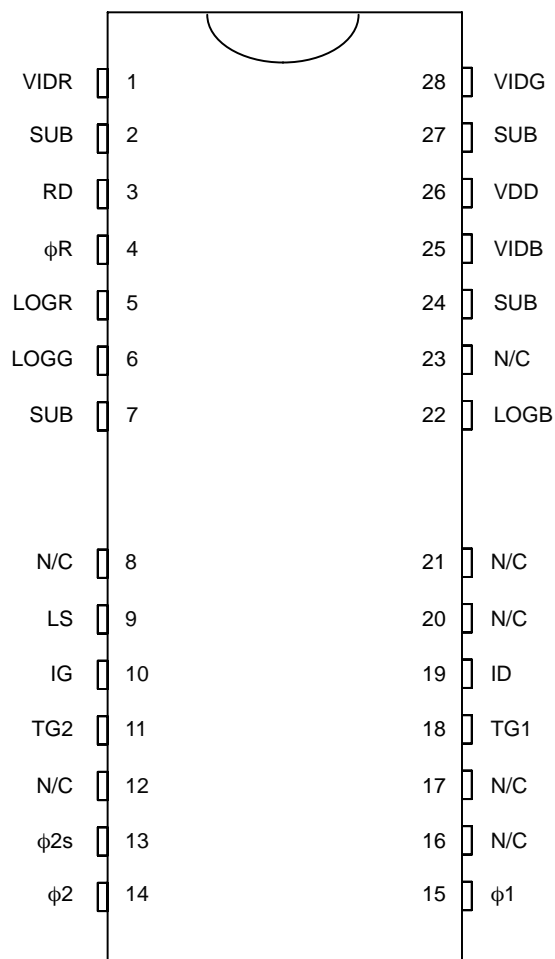 VIDR 1 28 VIDG
SUB 2 27 SUB
RD 3 26 VDD
ϕR 4 25 VIDB
LOGR 5 24 SUB
LOGG 6 23 N/C
SUB 7 22 LOGB
N/C 8 21 N/C
LS 9 20 N/C
IG 10 19 ID
TG2 11 18 TG1
N/C 12 17 N/C
ϕ2s 13 16 N/C
ϕ2 14 15 ϕ1